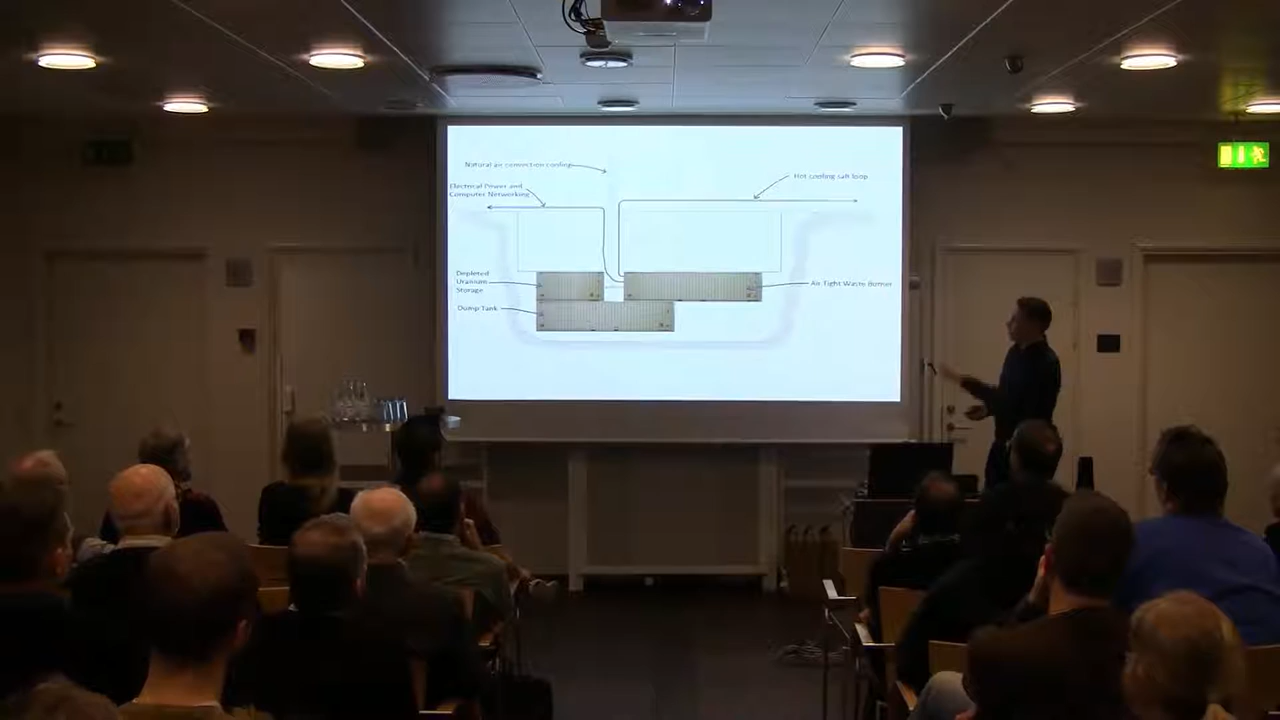 Natural air convection cooling
Electrical Power and
Computer Networking
Hot cooling salt loop
Depleted
Uranium
Storage
Air Tight Waste Burner
Dump Tank